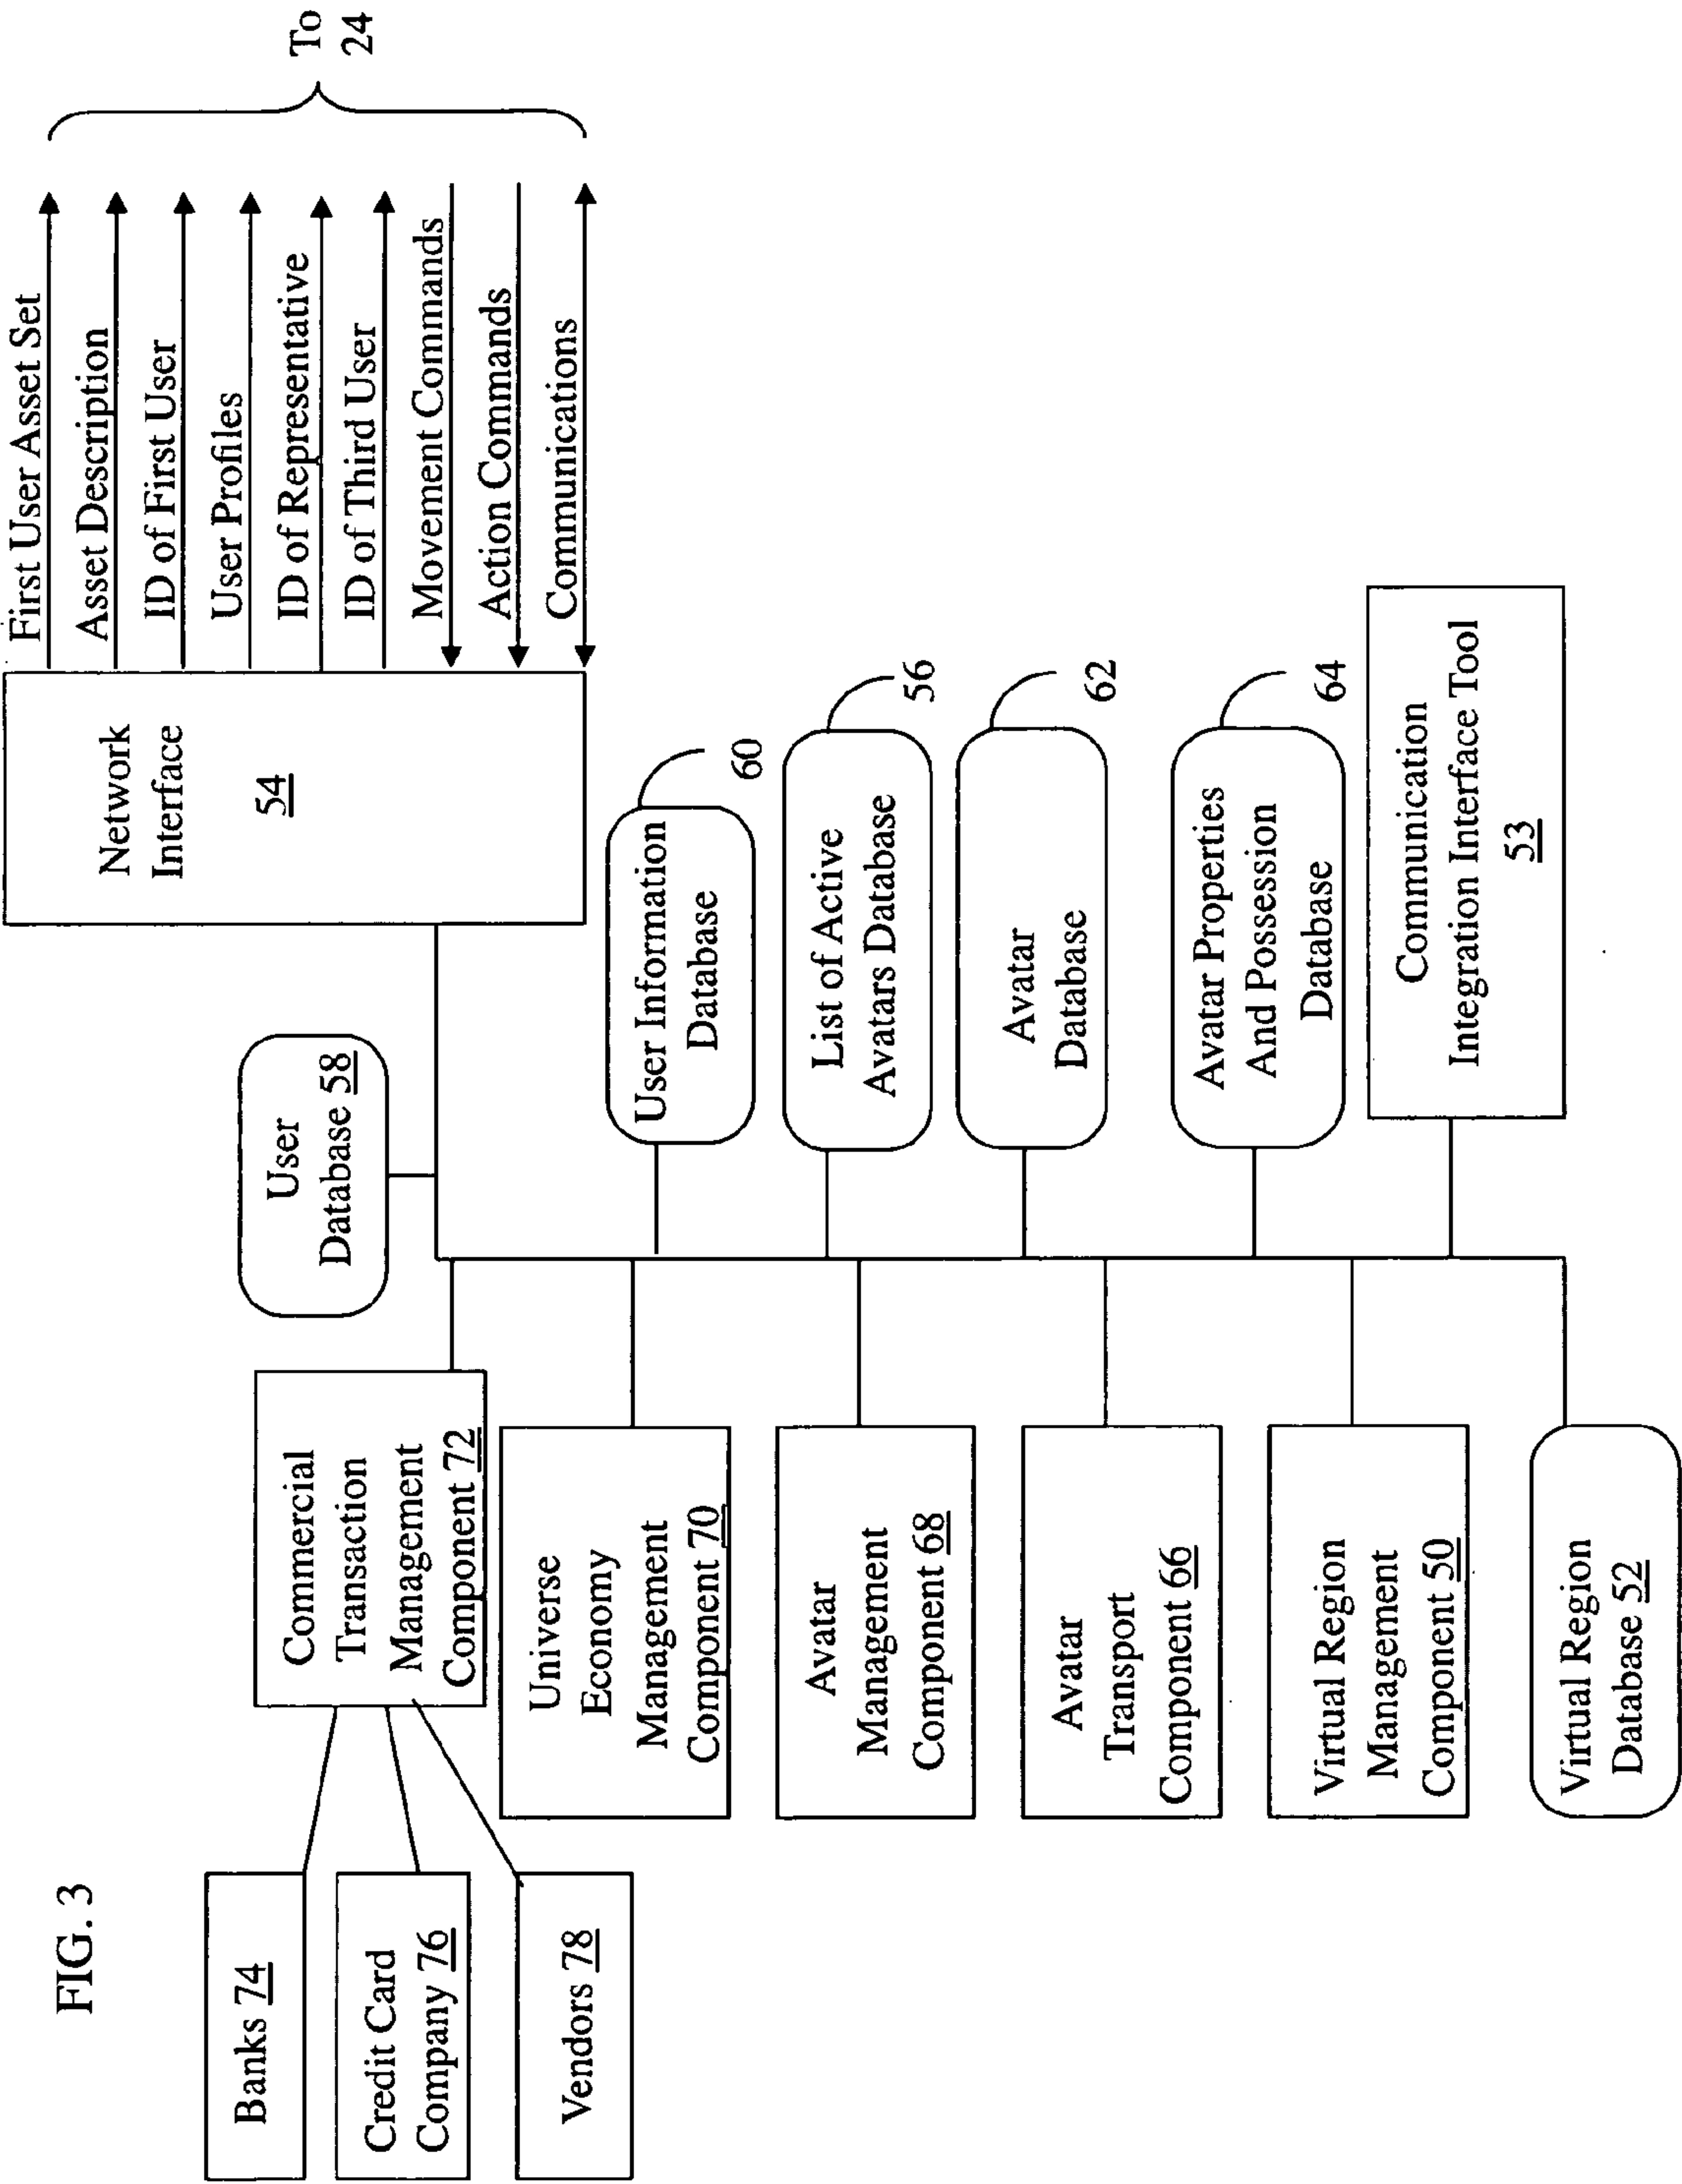 FIG. 3
Banks 74
Credit Card
Company 76
Vendors 78
Commercial
Transaction
Management
Component 72
Universe
Economy
Management
Component 70
Avatar
Management
Component 68
Avatar
Transport
Component 66
Virtual Region
Management
Component 50
Virtual Region
Database 52
User
Database 58
Network
Interface
54
User Information
Database
60
List of Active
Avatars Database
56
Avatar
Database
62
Avatar Properties
And Possession
Database
64
Communication
Integration Interface Tool
53
First User Asset Set
Asset Description
ID of First User
User Profiles
ID of Representative
ID of Third User
Movement Commands
Action Commands
Communications
To
24